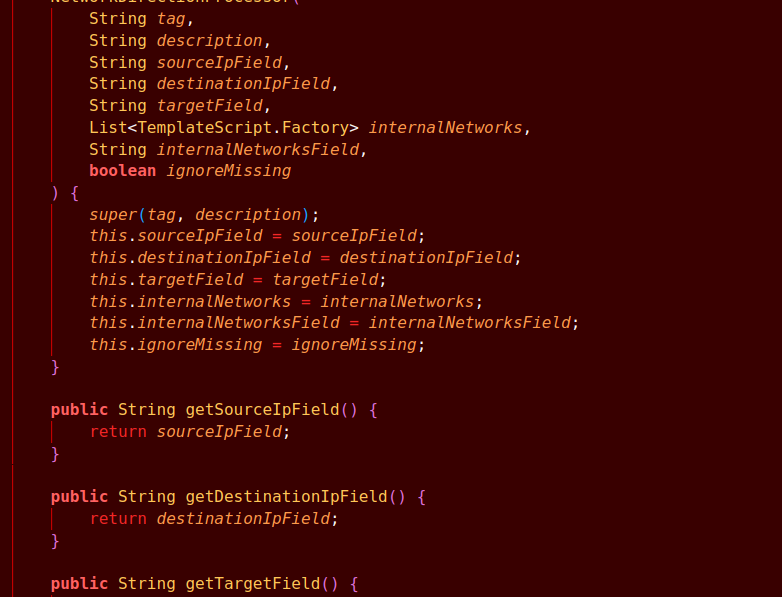 NetworkDirectionProcessor(
String tag,
String description,
String sourceIpField,
String destinationIpField,
String targetField,
List<TemplateScript.Factory> internalNetworks,
String internalNetworksField,
boolean ignoreMissing
) {
super(tag, description);
this.sourceIpField = sourceIpField;
this.destinationIpField = destinationIpField;
this.targetField = targetField;
this.internalNetworks = internalNetworks;
this.internalNetworksField = internalNetworksField;
this.ignoreMissing = ignoreMissing;
}
public String getSourceIpField() {
return sourceIpField;
}
public String getDestinationIpField() {
return destinationIpField;
}
public String getTargetField() {